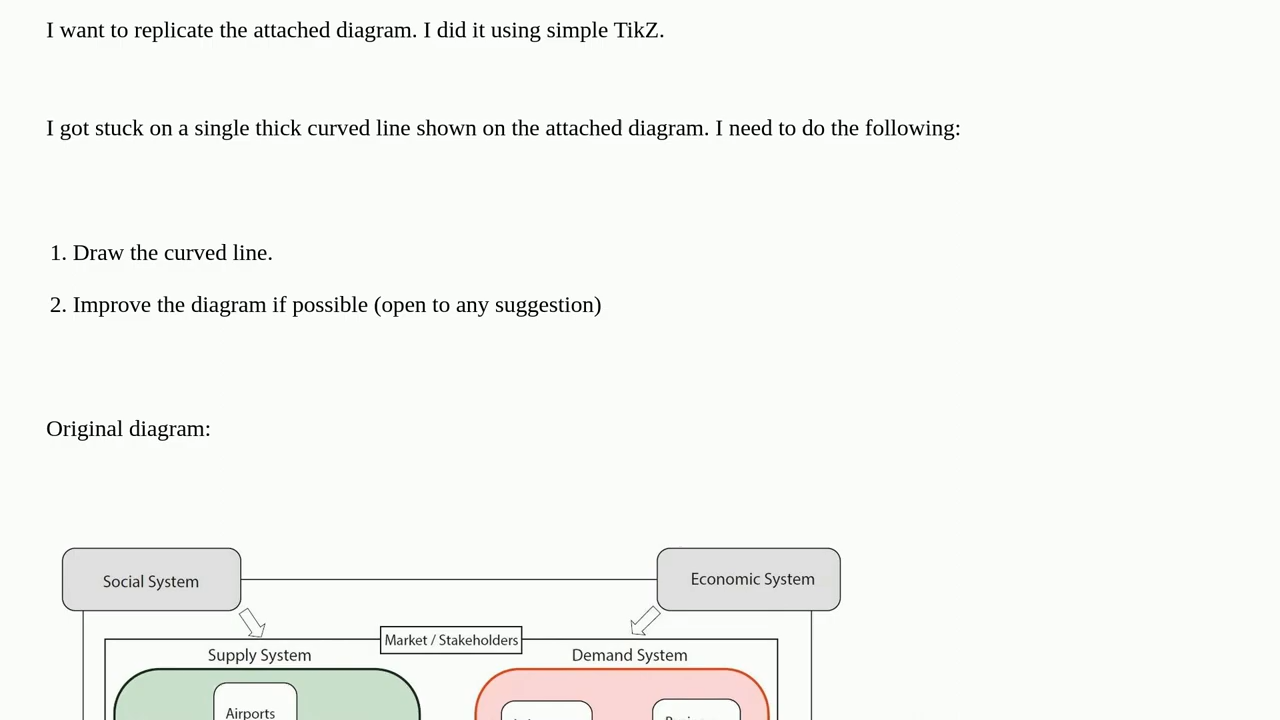 I want to replicate the attached diagram. I did it using simple TikZ.
I got stuck on a single thick curved line shown on the attached diagram. I need to do the following:
1. Draw the curved line.
2. Improve the diagram if possible (open to any suggestion)
Original diagram:
Social System
Economic System
Market / Stakeholders
Supply System
Demand System
Airports